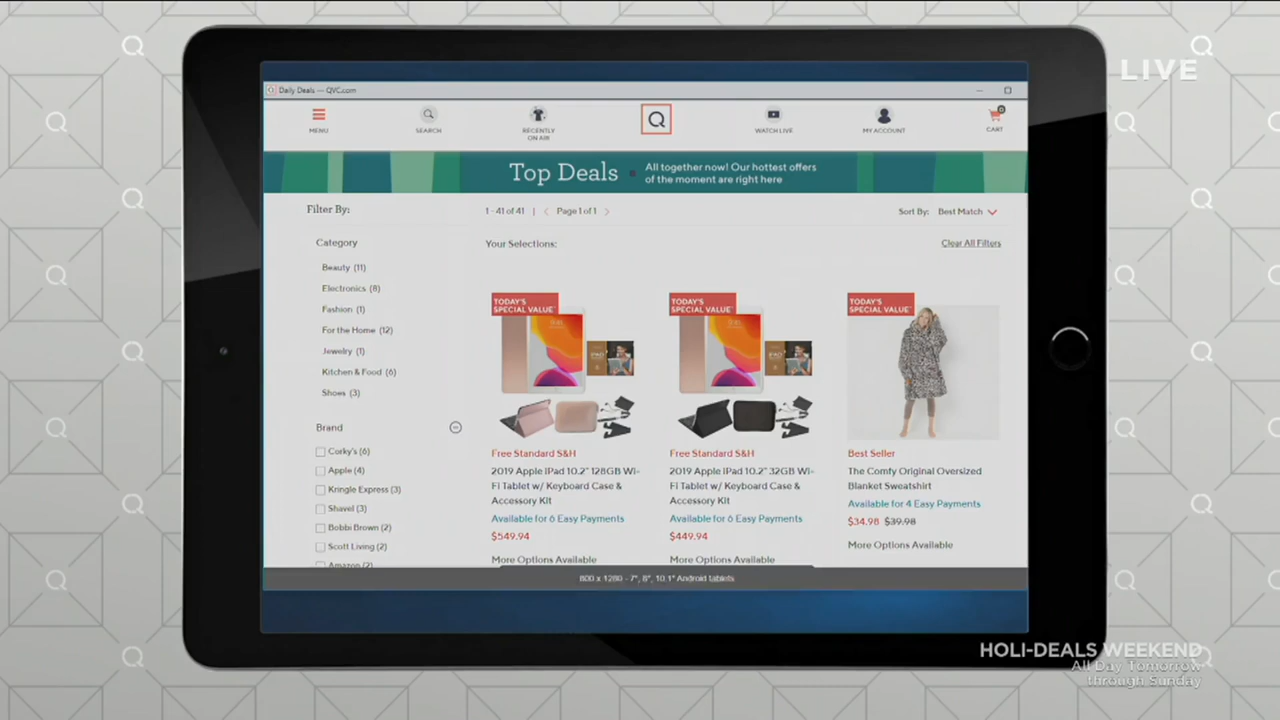 LIVE
Daily Deals — QVC.com
MENU
SEARCH
RECENTLY
ON AIR
Q
WATCH LIVE
MY ACCOUNT
0
CART
Top Deals
All together now! Our hottest offers
of the moment are right here
Filter By:
1 - 41 of 41 | < Page 1 of 1 >
Sort By: Best Match
Category
Your Selections:
Clear All Filters
Beauty (11)
Electronics (8)
Fashion (1)
For the Home (12)
Jewelry (1)
Kitchen & Food (6)
Shoes (3)
Brand
Corky's (6)
Apple (4)
Kringle Express (3)
Shavel (3)
Bobbi Brown (2)
Scott Living (2)
Amazon (2)
TODAY'S
SPECIAL VALUE
Free Standard S&H
2019 Apple iPad 10.2" 128GB Wi-
Fi Tablet w/ Keyboard Case &
Accessory Kit
Available for 6 Easy Payments
$549.94
More Options Available
TODAY'S
SPECIAL VALUE
Free Standard S&H
2019 Apple iPad 10.2" 32GB Wi-
Fi Tablet w/ Keyboard Case &
Accessory Kit
Available for 6 Easy Payments
$449.94
More Options Available
TODAY'S
SPECIAL VALUE
Best Seller
The Comfy Original Oversized
Blanket Sweatshirt
Available for 4 Easy Payments
$34.98 $39.98
More Options Available
800 x 1280 - 7", 8", 10.1" Android tablets
HOLI-DEALS WEEKEND
All Day Tomorrow
through Sunday